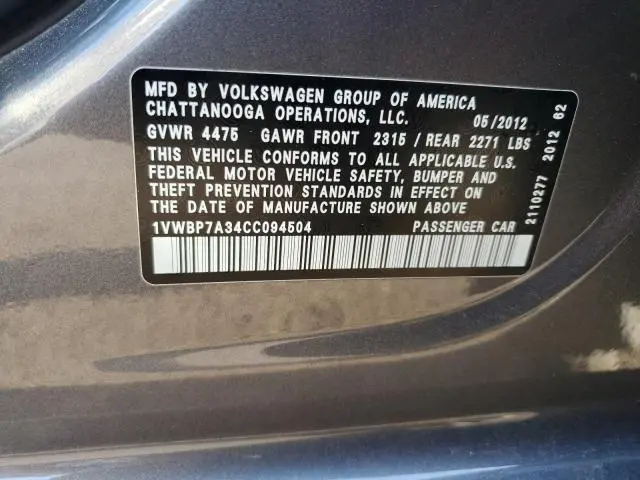 MFD BY VOLKSWAGEN GROUP OF AMERICA
CHATTANOOGA OPERATIONS, LLC. 05/2012
GVWR 4475 GAWR FRONT 2315 / REAR 2271 LBS
THIS VEHICLE CONFORMS TO ALL APPLICABLE U.S.
FEDERAL MOTOR VEHICLE SAFETY, BUMPER AND
THEFT PREVENTION STANDARDS IN EFFECT ON
THE DATE OF MANUFACTURE SHOWN ABOVE
1VWBP7A34CC094504 PASSENGER CAR
2110277 2012 62